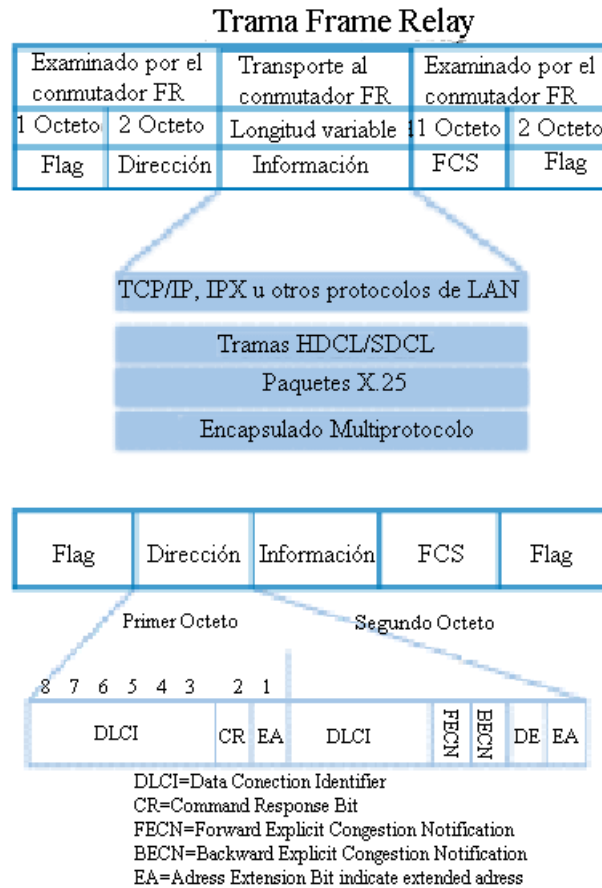 Trama Frame Relay
Examinado por el conmutador FR
Transporte al conmutador FR
Examinado por el conmutador FR
1 Octeto 2 Octeto Longitud variable 1 Octeto 2 Octeto
Flag Dirección Información FCS Flag
TCP/IP, IPX u otros protocolos de LAN
Tramas HDCL/SDCL
Paquetes X.25
Encapsulado Multiprotocolo
Flag Dirección Información FCS Flag
Primer Octeto Segundo Octeto
8 7 6 5 4 3 2 1
DLCI CR EA DLCI FECN BECN DE EA
DLCI=Data Conection Identifier
CR=Command Response Bit
FECN=Forward Explicit Congestion Notification
BECN=Backward Explicit Congestion Notification
EA=Adress Extension Bit indicate extended adress